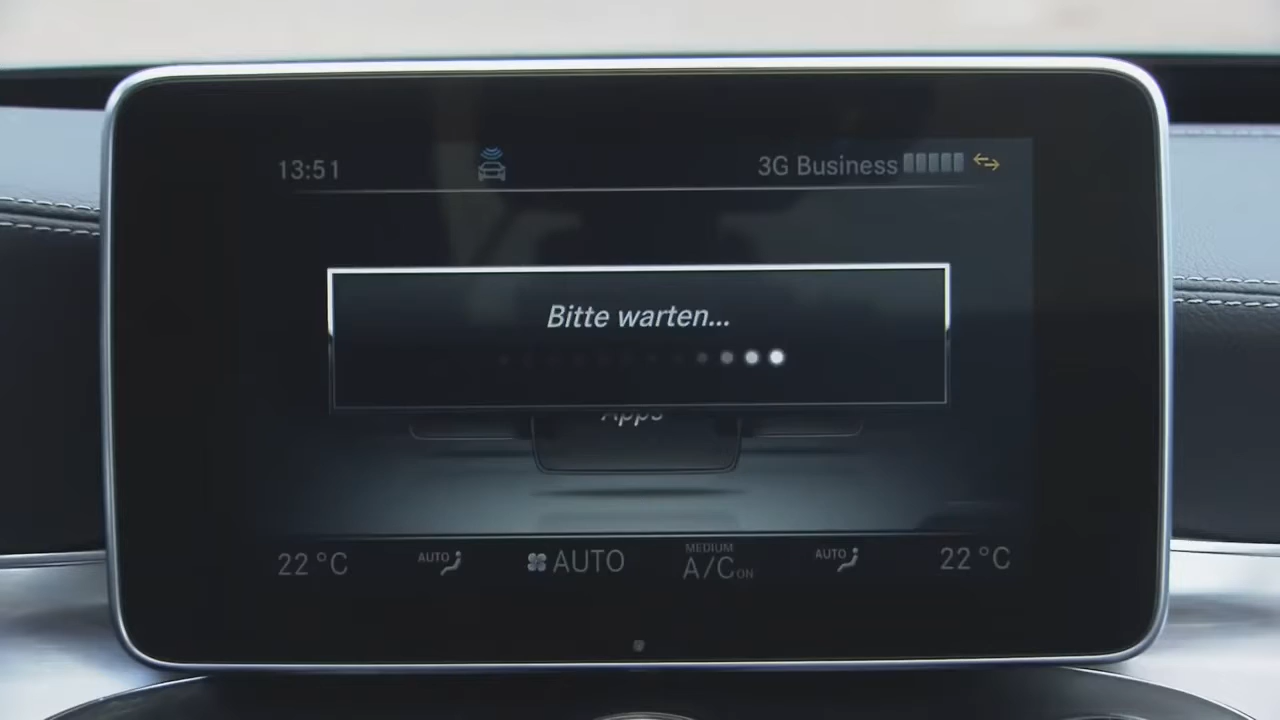 13:51
3G Business
Bitte warten...
Apps
22 °C AUTO AUTO MEDIUM A/C ON AUTO 22 °C